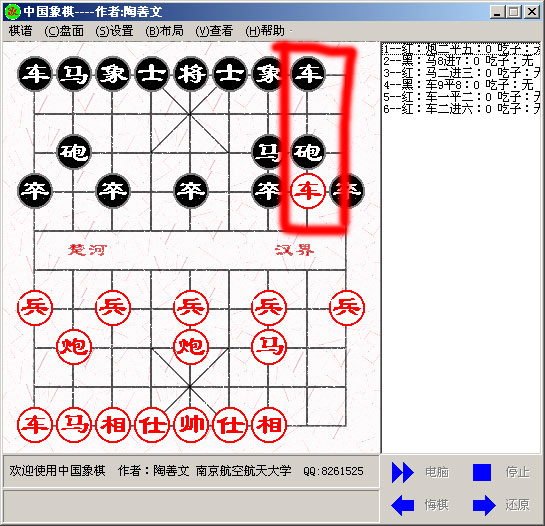 中国象棋----作者:陶善文
棋谱 (C)盘面 (S)设置 (B)布局 (V)查看 (H)帮助
1--红: 炮二平五: 0 吃子:
2--黑: 马8进7: 0 吃子: 无
3--红: 马二进三: 0 吃子:
4--黑: 车9平8: 0 吃子: 无
5--红: 车一平二: 0 吃子:
6--红: 车二进六: 0 吃子:
车 马 象 士 将 士 象 车
砲 马 砲
卒 卒 卒 卒 车 卒
楚河 汉界
兵 兵 兵 兵 兵
炮 炮 马
车 马 相 仕 帅 仕 相
欢迎使用中国象棋 作者:陶善文 南京航空航天大学 QQ:8261525
电脑 停止
悔棋 还原